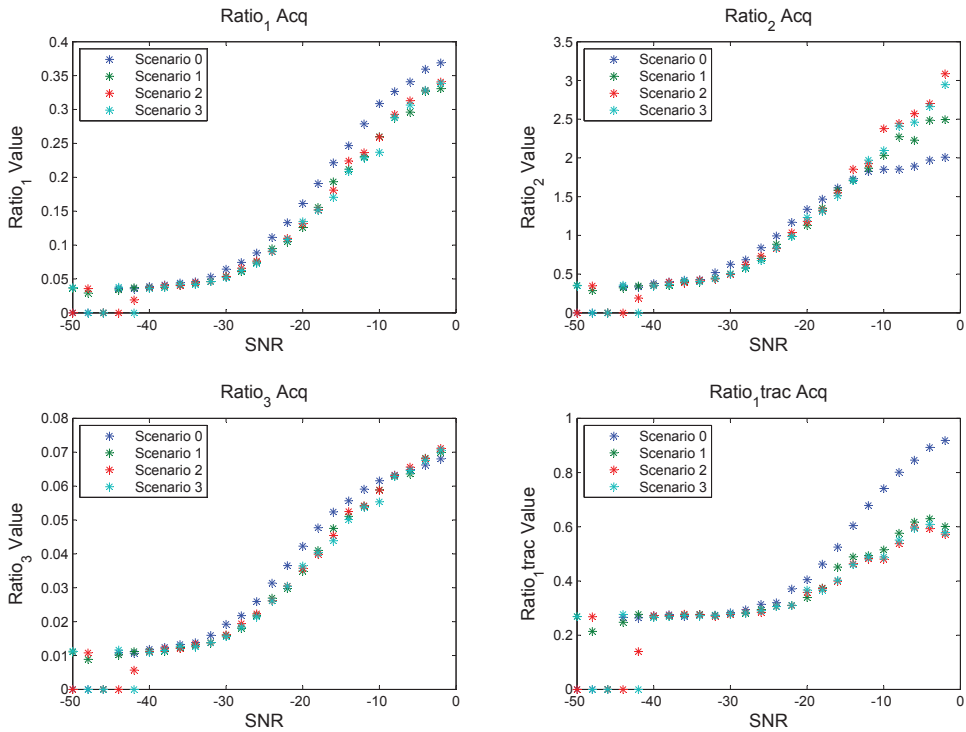 Ratio₁ Acq
Ratio₁ Value
0.4
0.35
0.3
0.25
0.2
0.15
0.1
0.05
0
Scenario 0
Scenario 1
Scenario 2
Scenario 3
-50 -40 -30 -20 -10 0
SNR
Ratio₂ Acq
Ratio₂ Value
3.5
3
2.5
2
1.5
1
0.5
0
Scenario 0
Scenario 1
Scenario 2
Scenario 3
-50 -40 -30 -20 -10 0
SNR
Ratio₃ Acq
Ratio₃ Value
0.08
0.07
0.06
0.05
0.04
0.03
0.02
0.01
0
Scenario 0
Scenario 1
Scenario 2
Scenario 3
-50 -40 -30 -20 -10 0
SNR
Ratio₁trac Acq
Ratio₁trac Value
1
0.8
0.6
0.4
0.2
0
Scenario 0
Scenario 1
Scenario 2
Scenario 3
-50 -40 -30 -20 -10 0
SNR